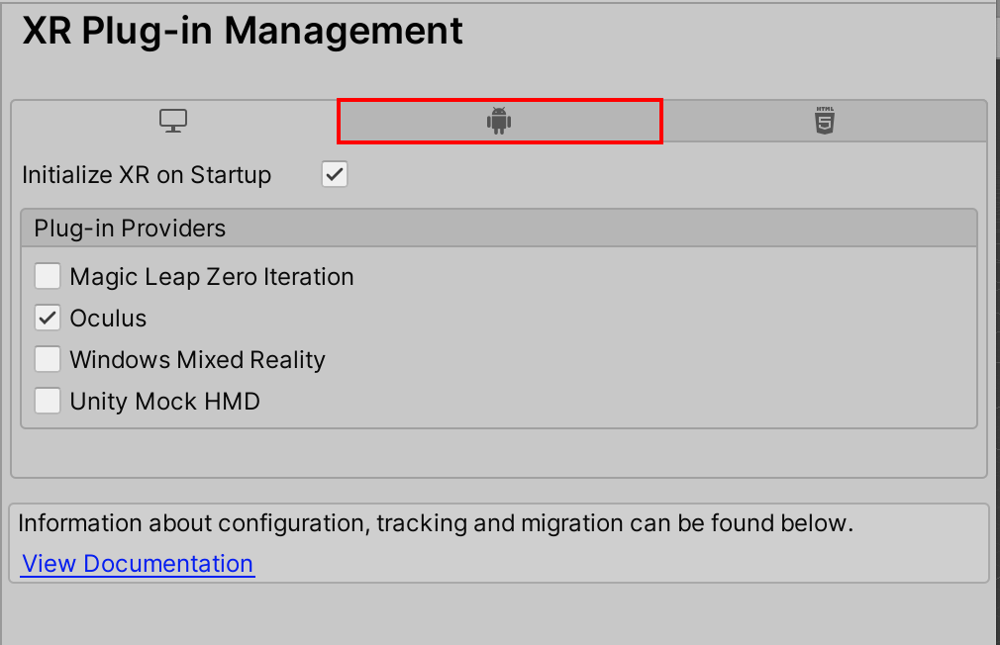 XR Plug-in Management
HTML
5
Initialize XR on Startup
Plug-in Providers
Magic Leap Zero Iteration
Oculus
Windows Mixed Reality
Unity Mock HMD
Information about configuration, tracking and migration can be found below.
View Documentation